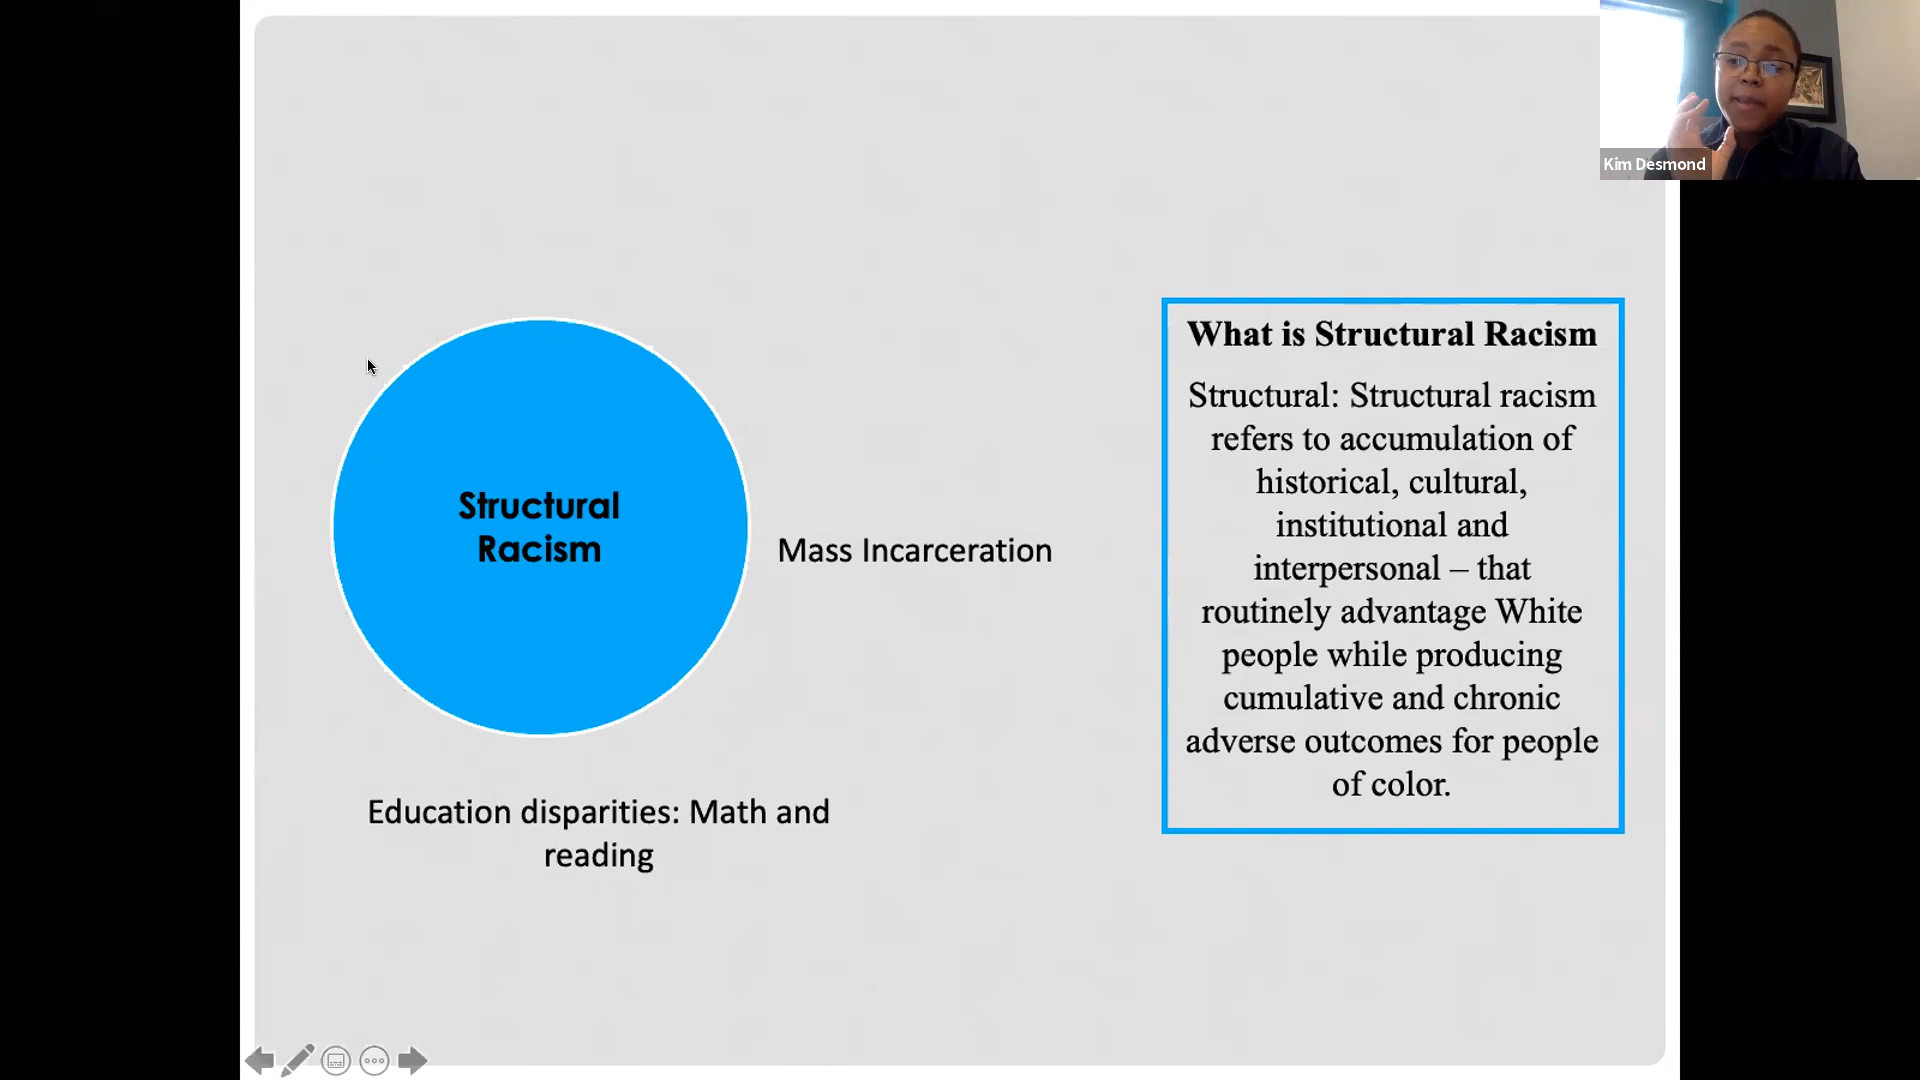 Kim Desmond
Structural
Racism
Mass Incarceration
Education disparities: Math and
reading
What is Structural Racism
Structural: Structural racism
refers to accumulation of
historical, cultural,
institutional and
interpersonal – that
routinely advantage White
people while producing
cumulative and chronic
adverse outcomes for people
of color.